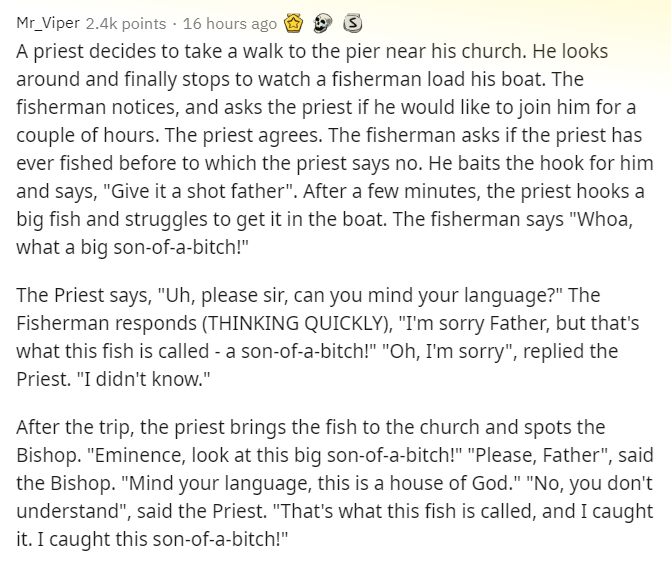 Mr_Viper 2.4k points · 16 hours ago
A priest decides to take a walk to the pier near his church. He looks
around and finally stops to watch a fisherman load his boat. The
fisherman notices, and asks the priest if he would like to join him for a
couple of hours. The priest agrees. The fisherman asks if the priest has
ever fished before to which the priest says no. He baits the hook for him
and says, "Give it a shot father". After a few minutes, the priest hooks a
big fish and struggles to get it in the boat. The fisherman says "Whoa,
what a big son-of-a-bitch!"
The Priest says, "Uh, please sir, can you mind your language?" The
Fisherman responds (THINKING QUICKLY), "I'm sorry Father, but that's
what this fish is called - a son-of-a-bitch!" "Oh, I'm sorry", replied the
Priest. "I didn't know."
After the trip, the priest brings the fish to the church and spots the
Bishop. "Eminence, look at this big son-of-a-bitch!" "Please, Father", said
the Bishop. "Mind your language, this is a house of God." "No, you don't
understand", said the Priest. "That's what this fish is called, and I caught
it. I caught this son-of-a-bitch!"